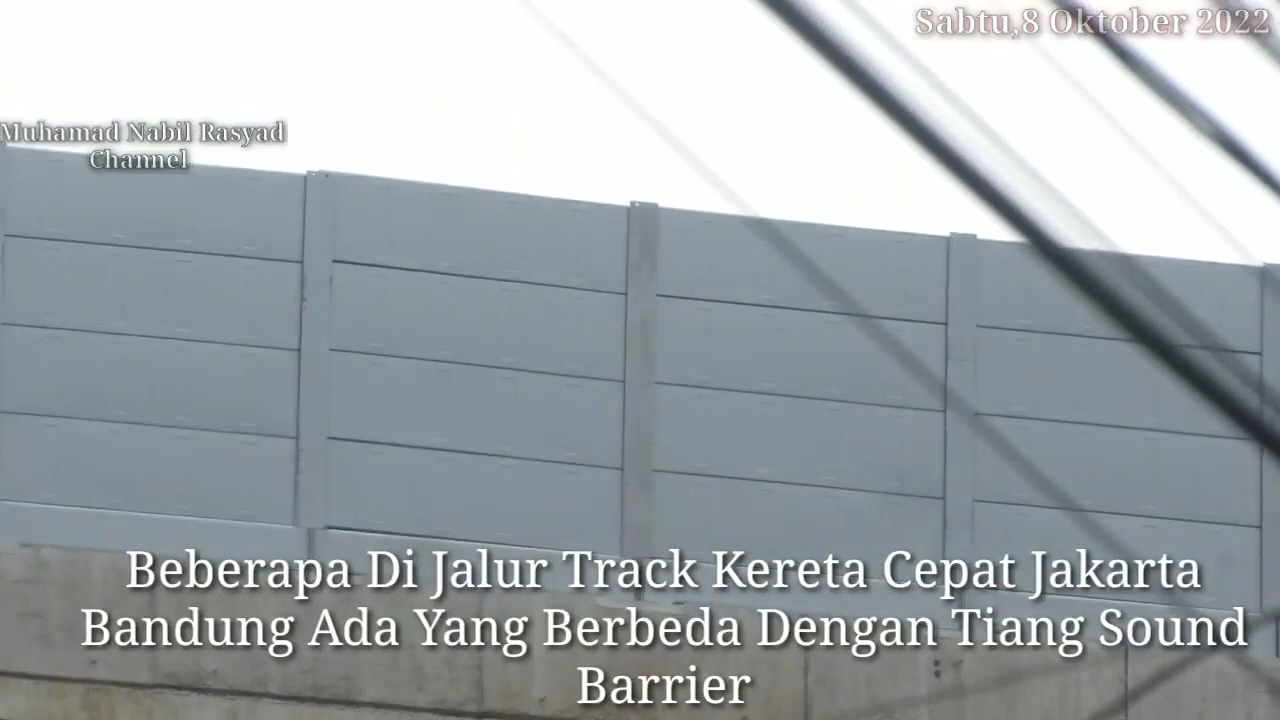 Sabtu,8 Oktober 2022
Muhamad Nabil Rasyad
Channel
Beberapa Di Jalur Track Kereta Cepat Jakarta
Bandung Ada Yang Berbeda Dengan Tiang Sound
Barrier